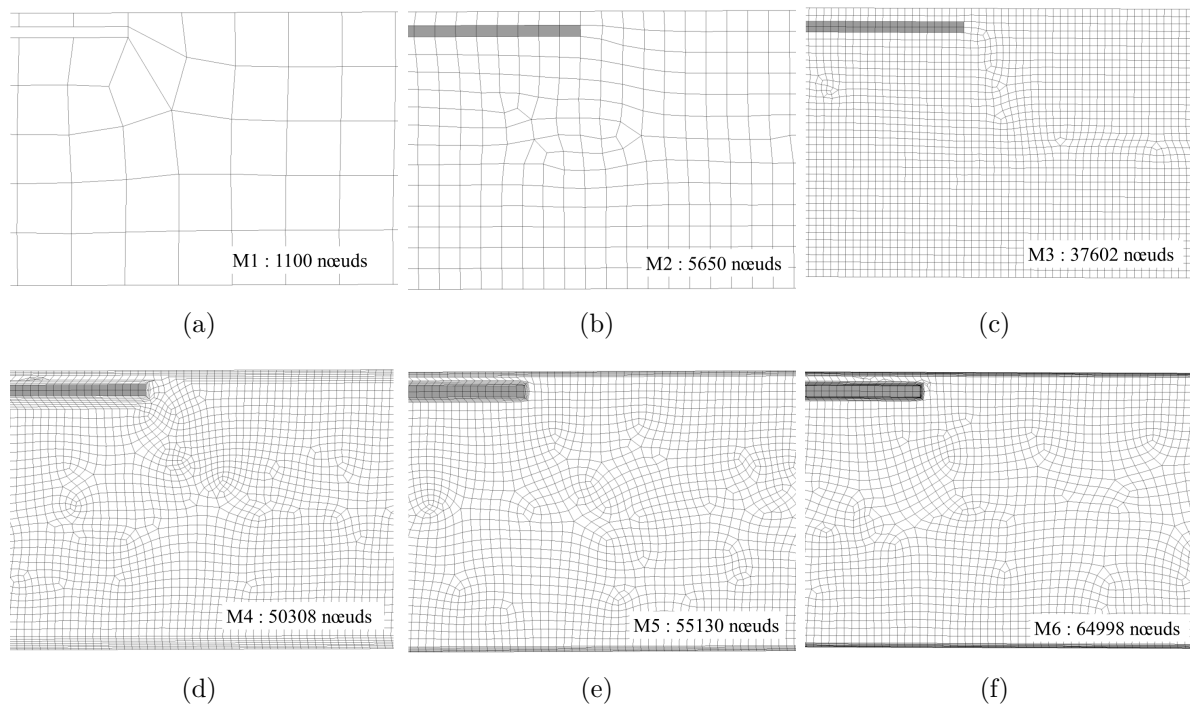 M1 : 1100 nœuds
M2 : 5650 nœuds
M3 : 37602 nœuds
(a)
(b)
(c)
M4 : 50308 nœuds
M5 : 55130 nœuds
M6 : 64998 nœuds
(d)
(e)
(f)